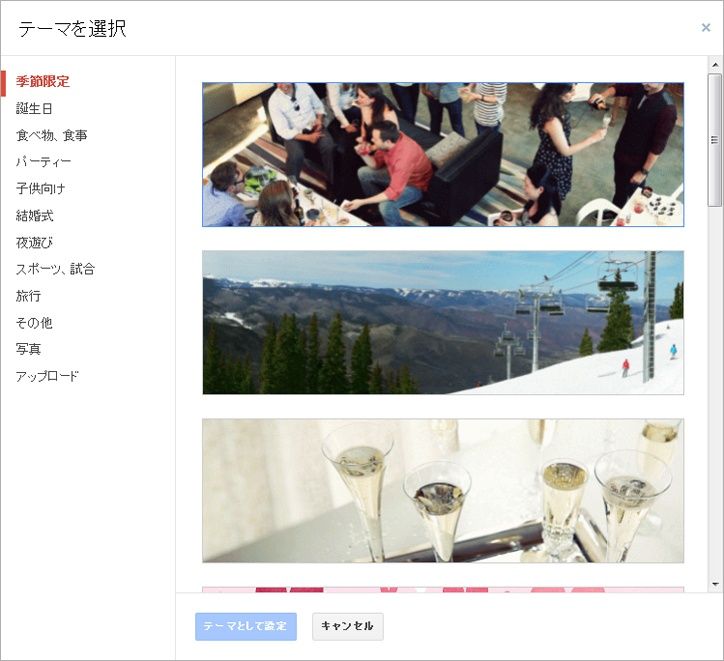 テーマを選択
季節限定
誕生日
食べ物、食事
パーティー
子供向け
結婚式
夜遊び
スポーツ、試合
旅行
その他
写真
アップロード
テーマとして設定 キャンセル